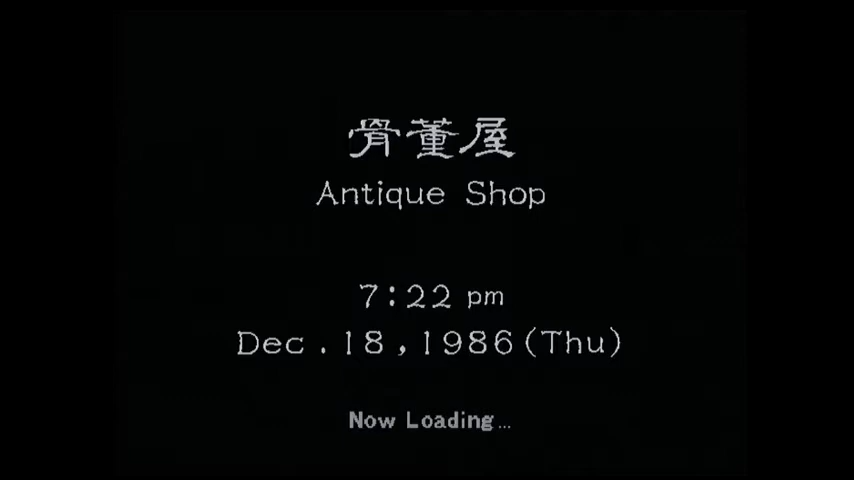 骨董屋
Antique Shop
7:22 pm
Dec.18,1986(Thu)
Now Loading...